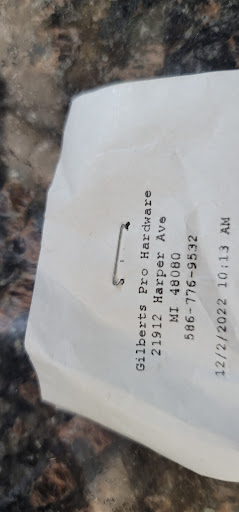 Gilberts Pro Hardware
21912 Harper Ave
MI 48080
586-776-9532
12/2/2022 10:13 AM